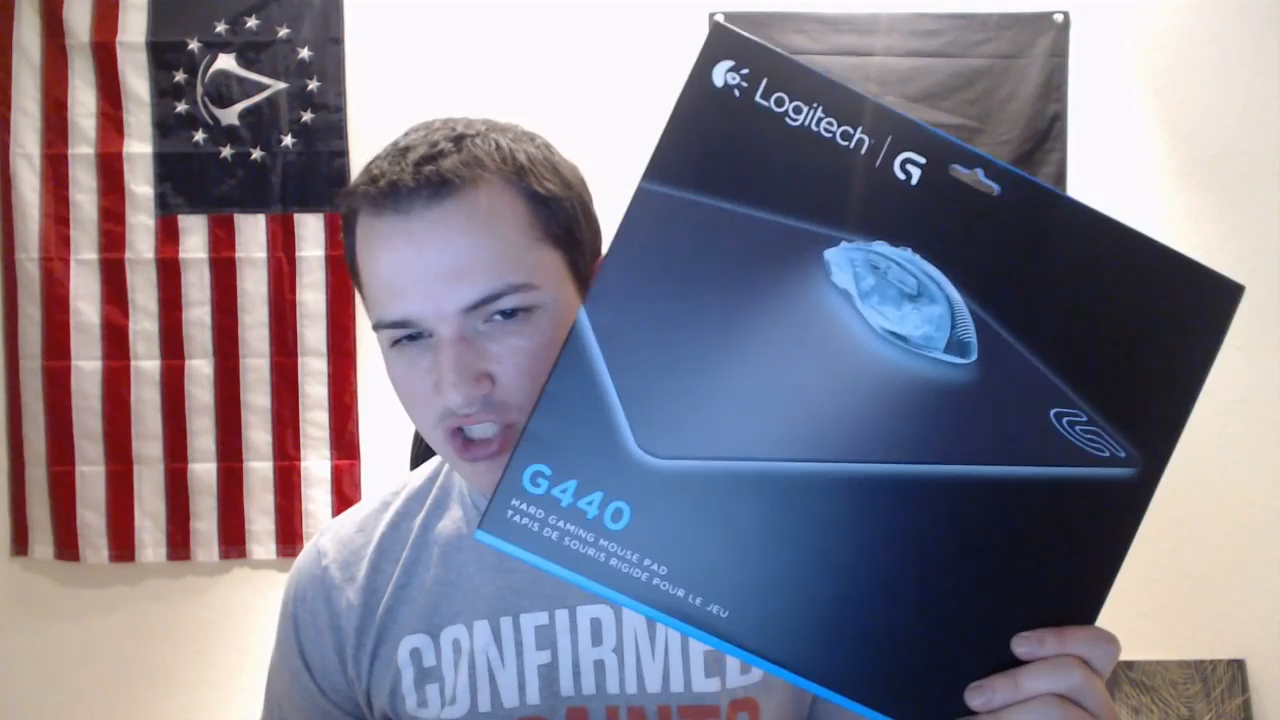 Logitech | G
G440
HARD GAMING MOUSE PAD
TAPIS DE SOURIS RIGIDE POUR LE JEU
CONFIRMED